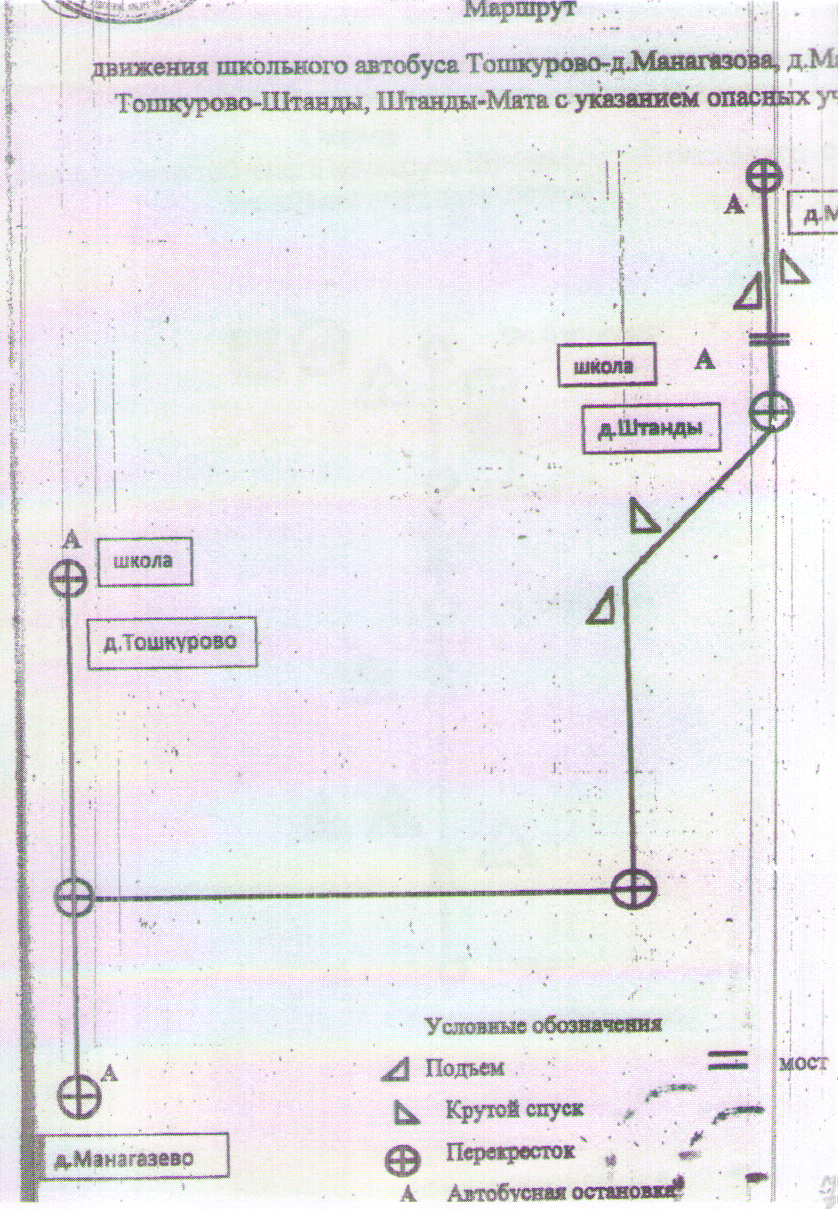 Маршрут
движения школьного автобуса Тошкурово-д.Манагазова, д.Ма
Тошкурово-Штанды, Штанды-Мата с указанием опасных уч
А
д.М
школа
А
д.Штанды
А
школа
д.Тошкурово
А
д.Манагазево
Условные обозначения
Подъем
мост
Крутой спуск
Перекресток
А Автобусная остановка